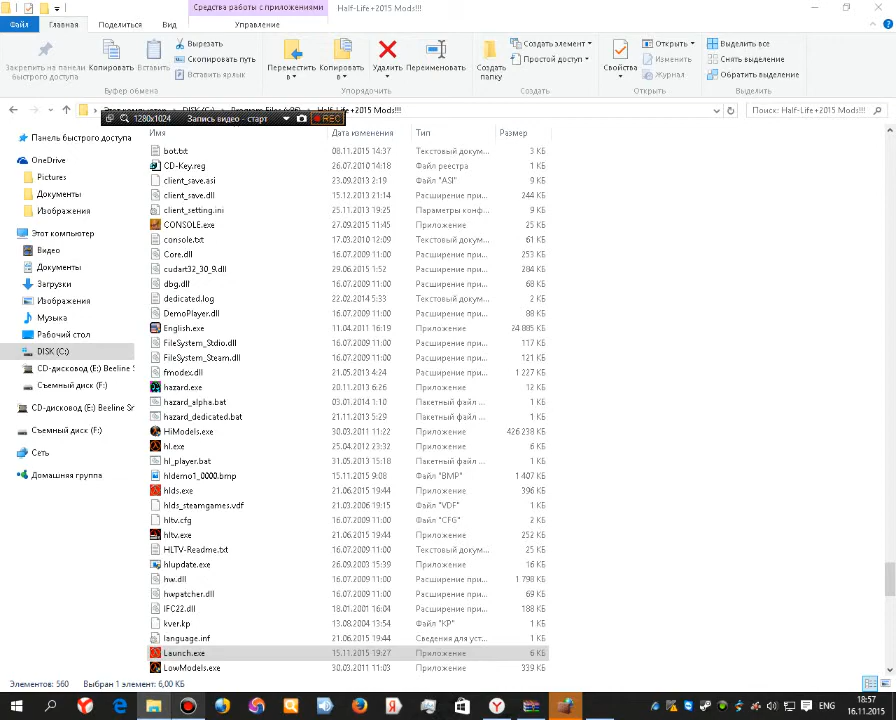 Средства работы с приложениями
Half-Life +2015 Mods!!!
Файл
Главная
Поделиться
Вид
Управление
Закрепить на панели быстрого доступа
Копировать
Вставить
Вырезать
Скопировать путь
Вставить ярлык
Буфер обмена
Переместить в
Копировать в
Удалить
Переименовать
Упорядочить
Создать папку
Создать элемент
Простой доступ
Создать
Свойства
Открыть
Изменить
Журнал
Открыть
Выделить все
Снять выделение
Обратить выделение
Выделить
Half-Life +2015 Mods!!!
Поиск: Half-Life +2015 Mods!!!
1280x1024 Запись видео - старт REC
Имя Дата изменения Тип Размер
Панель быстрого доступа
OneDrive
Pictures
Документы
Изображения
Этот компьютер
Видео
Документы
Загрузки
Изображения
Музыка
Рабочий стол
DISK (C:)
CD-дисковод (E:) Beeline S
Съемный диск (F:)
CD-дисковод (E:) Beeline Sr
Съемный диск (F:)
Сеть
Домашняя группа
bot.txt 08.11.2015 14:37 Текстовый докум... 3 КБ
CD-Key.reg 26.07.2010 14:18 Файл реестра 1 КБ
client_save.asi 23.09.2013 2:19 Файл "ASI" 9 КБ
client_save.dll 15.12.2013 21:14 Расширение при... 244 КБ
client_setting.ini 25.11.2013 19:25 Параметры конф... 9 КБ
CONSOLE.exe 27.09.2015 11:45 Приложение 25 КБ
console.txt 17.03.2010 12:09 Текстовый докум... 61 КБ
Core.dll 16.07.2009 11:00 Расширение при... 253 КБ
cudart32_30_9.dll 29.06.2015 1:52 Расширение при... 284 КБ
dbg.dll 16.07.2009 11:00 Расширение при... 68 КБ
dedicated.log 22.02.2014 5:33 Текстовый докум... 2 КБ
DemoPlayer.dll 16.07.2009 11:00 Расширение при... 88 КБ
English.exe 11.04.2011 16:19 Приложение 24 885 КБ
FileSystem_Stdio.dll 16.07.2009 11:00 Расширение при... 117 КБ
FileSystem_Steam.dll 16.07.2009 11:00 Расширение при... 121 КБ
fmodex.dll 21.05.2013 4:24 Расширение при... 1 227 КБ
hazard.exe 20.11.2013 6:26 Приложение 12 КБ
hazard_alpha.bat 03.01.2014 1:10 Пакетный файл ... 1 КБ
hazard_dedicated.bat 21.11.2013 5:29 Пакетный файл ... 1 КБ
HiModels.exe 30.03.2011 11:22 Приложение 426 238 КБ
hl.exe 25.04.2012 23:32 Приложение 6 КБ
hl_player.bat 31.05.2013 15:18 Пакетный файл ... 1 КБ
hldemo1_0000.bmp 15.11.2015 9:08 Файл "BMP" 1 407 КБ
hlds.exe 21.06.2015 19:44 Приложение 396 КБ
hlds_steamgames.vdf 21.03.2006 19:15 Файл "VDF" 1 КБ
hltv.cfg 16.07.2009 11:00 Файл "CFG" 2 КБ
hltv.exe 21.06.2015 19:44 Приложение 252 КБ
HLTV-Readme.txt 16.07.2009 11:00 Текстовый докум... 25 КБ
hlupdate.exe 26.09.2003 15:39 Приложение 16 КБ
hw.dll 16.07.2009 11:00 Расширение при... 1 798 КБ
hwpatcher.dll 16.07.2009 11:00 Расширение при... 69 КБ
IFC22.dll 18.01.2001 16:04 Расширение при... 188 КБ
kver.kp 13.08.2004 13:54 Файл "KP" 1 КБ
language.inf 21.06.2015 19:44 Сведения для уст... 1 КБ
Launch.exe 15.11.2015 19:27 Приложение 6 КБ
LowModels.exe 30.03.2011 11:03 Приложение 339 КБ
Элементов: 560 Выбран 1 элемент: 6,00 КБ
ENG
18:57
16.11.2015